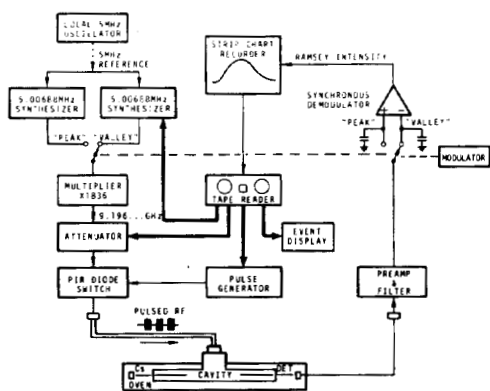 LOCAL 5MHz
OSCILLATOR
5MHz
REFERENCE
5.00688MHz
SYNTHESIZER
5.00688MHz
SYNTHESIZER
"PEAK"
"VALLEY"
MULTIPLIER
X1836
9.196...GHz
ATTENUATOR
PIN DIODE
SWITCH
PULSED RF
STRIP CHART
RECORDER
RAMSEY INTENSITY
SYNCHRONOUS
DEMODULATOR
"PEAK"
"VALLEY"
MODULATOR
TAPE READER
EVENT
DISPLAY
PULSE
GENERATOR
PREAMP
&
FILTER
Cs
OVEN
CAVITY
DET